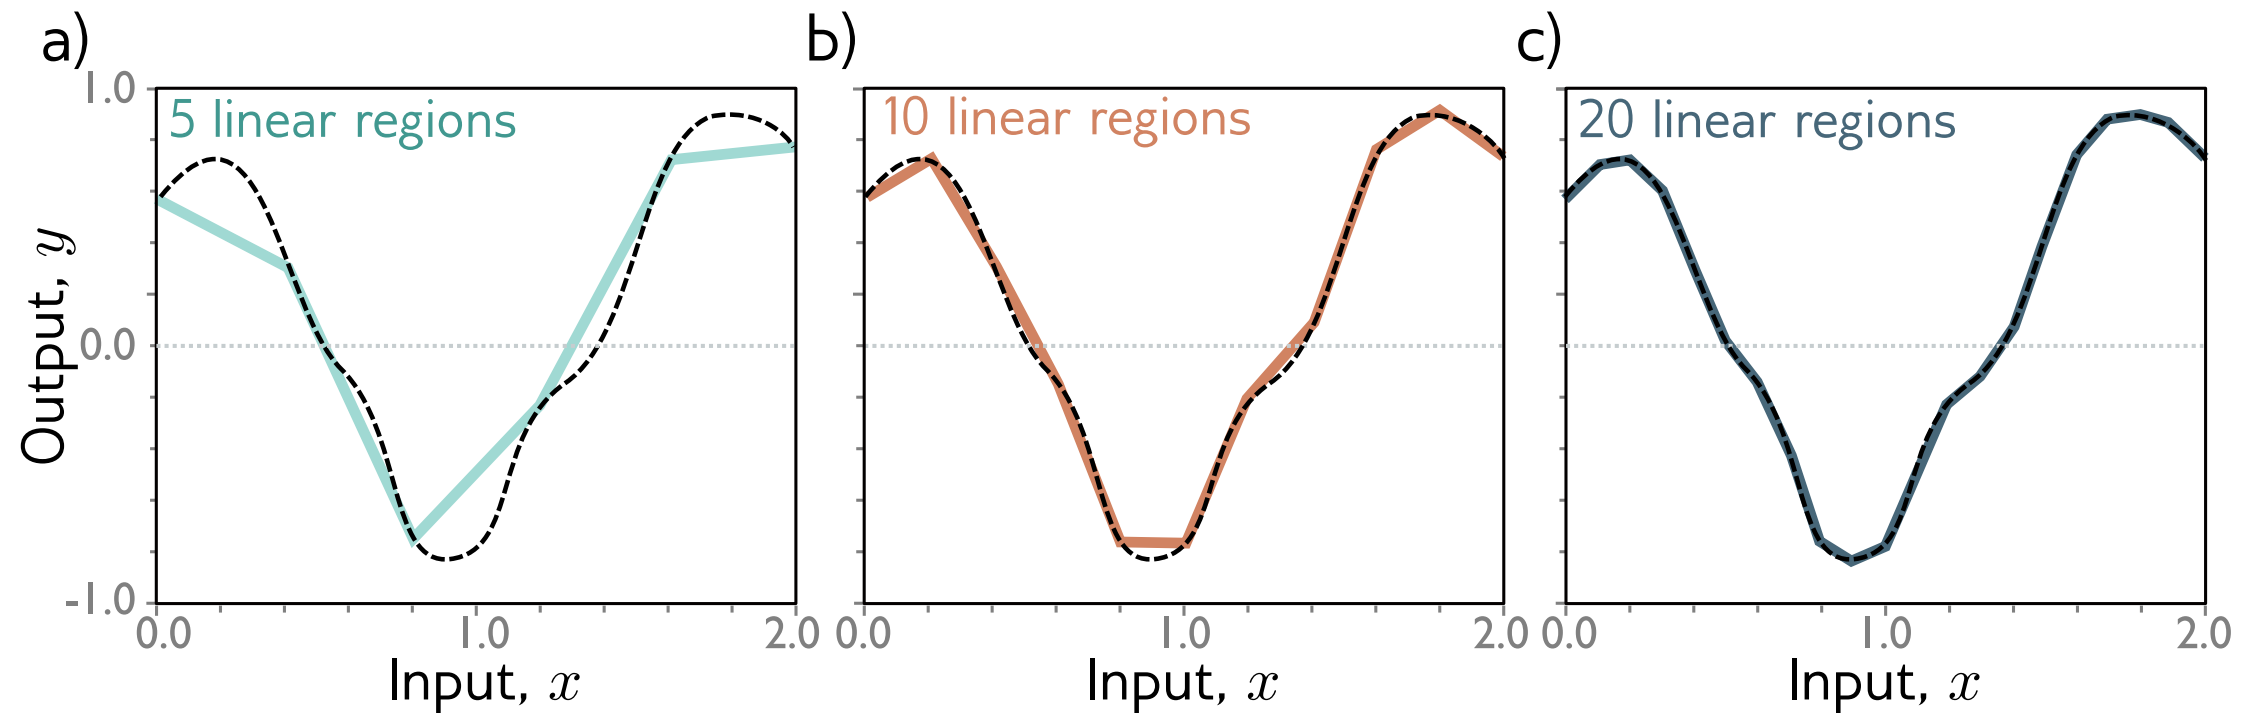 a)
5 linear regions
1.0
0.0
-1.0
0.0 1.0 2.0
Output, y
Input, x
b)
10 linear regions
0.0 1.0 2.0
Input, x
c)
20 linear regions
0.0 1.0 2.0
Input, x